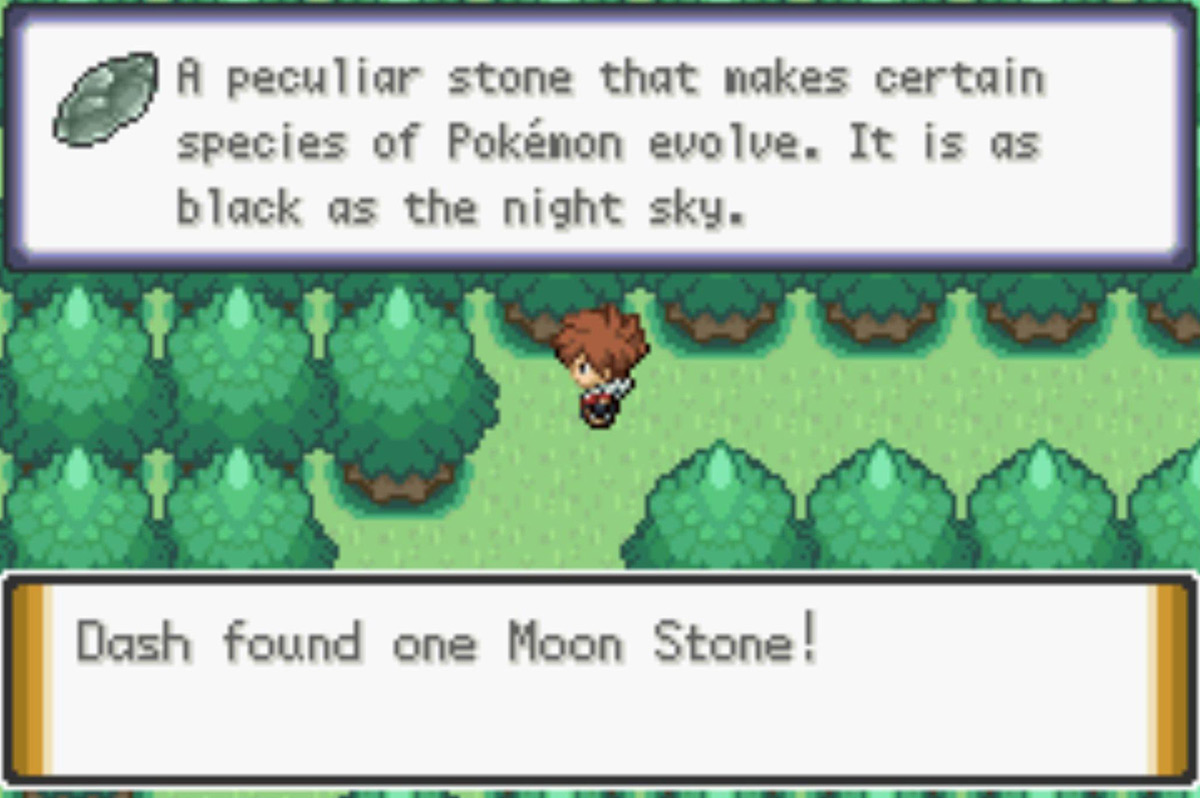 A peculiar stone that makes certain
species of Pokémon evolve. It is as
black as the night sky.
Dash found one Moon Stone!